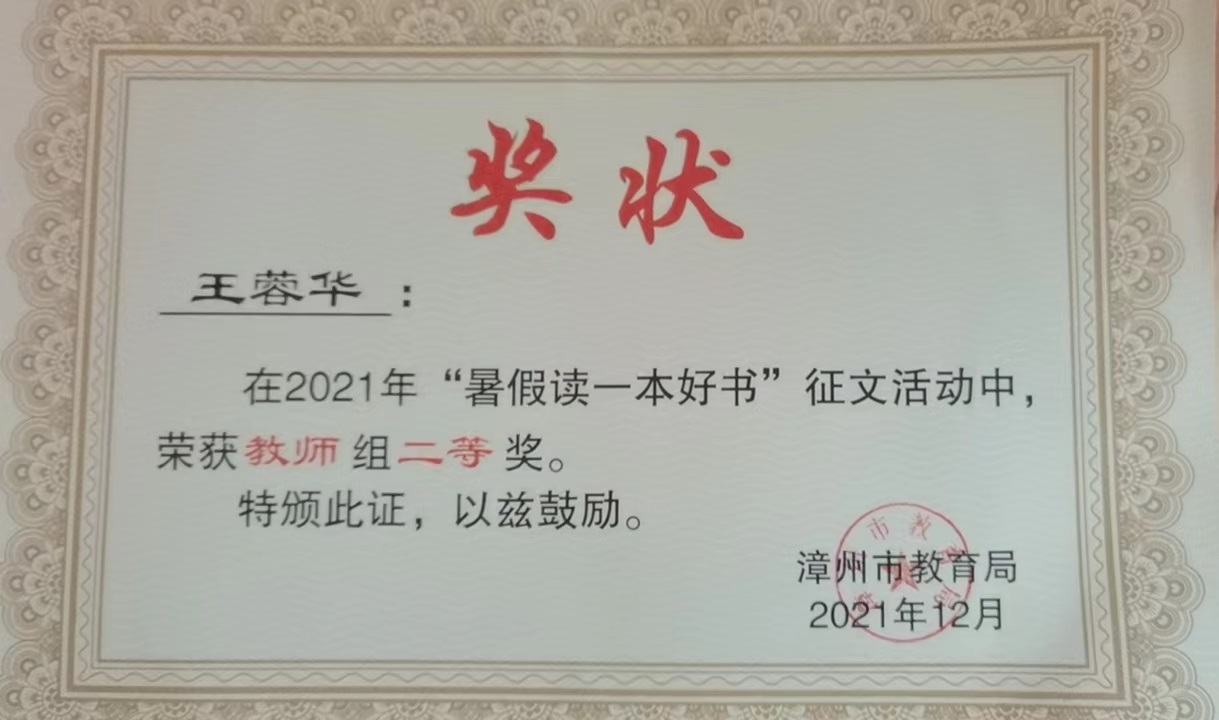 奖状
王蓉华：
在2021年“暑假读一本好书”征文活动中，
荣获教师组二等奖。
特颁此证，以兹鼓励。
漳州市教育局
2021年12月